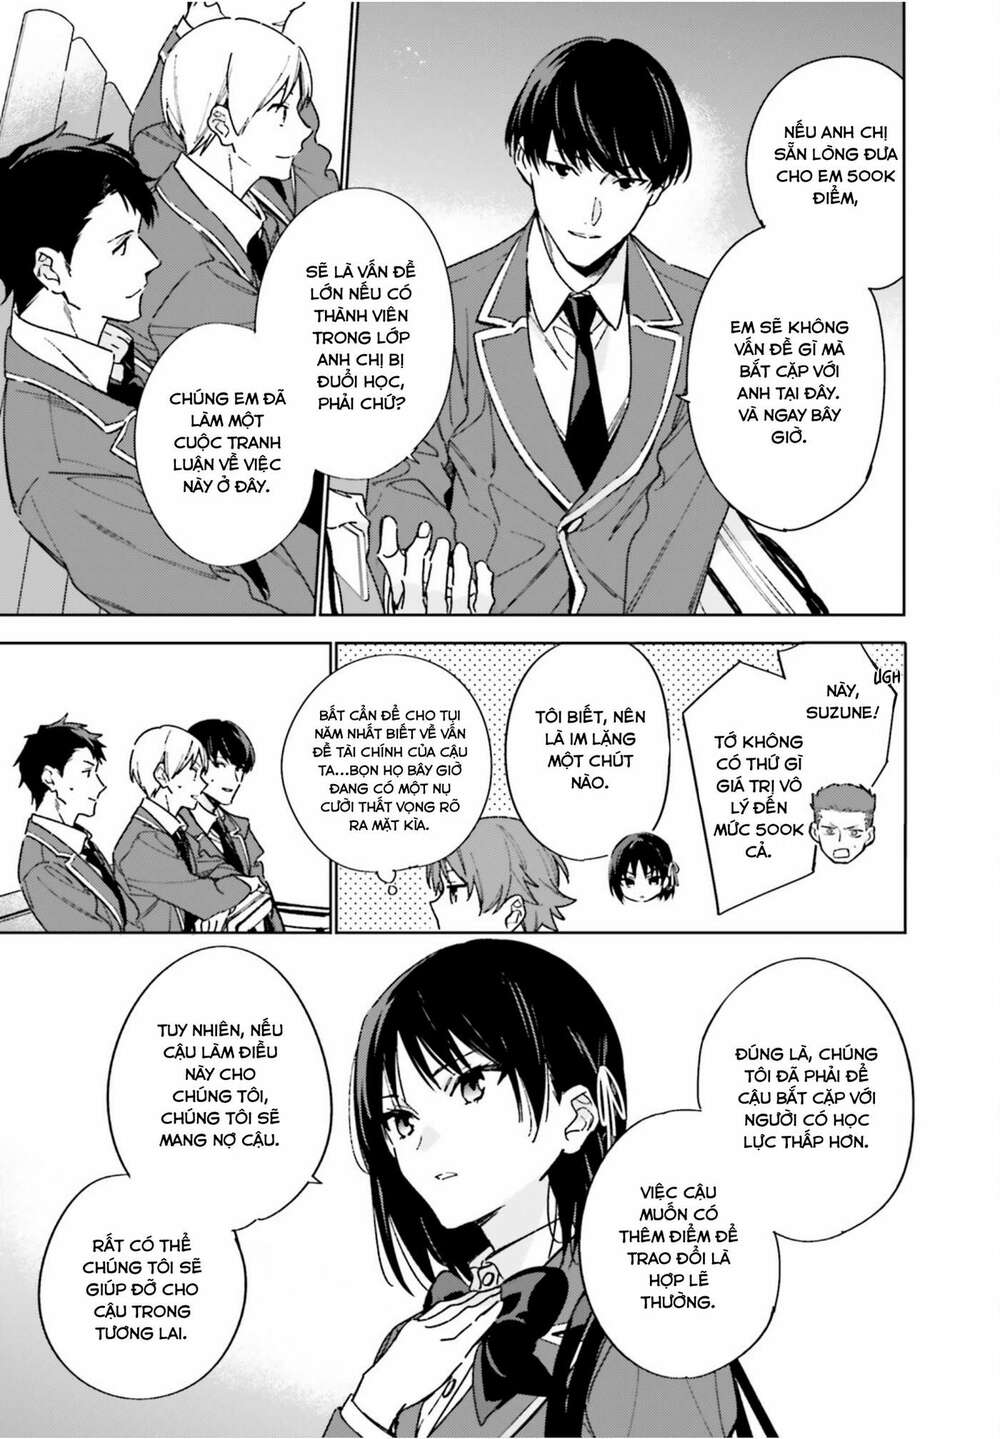 NẾU ANH CHỊ
SẴN LÒNG ĐƯA
CHO EM 500K
ĐIỂM,
EM SẼ KHÔNG
VẤN ĐỀ GÌ MÀ
BẮT CẶP VỚI
ANH TẠI ĐÂY.
VÀ NGAY BÂY
GIỜ.
SẼ LÀ VẤN ĐỀ
LỚN NẾU CÓ
THÀNH VIÊN
TRONG LỚP
ANH CHỊ BỊ
ĐUỔI HỌC,
PHẢI CHỨ?
CHÚNG EM ĐÃ
LÀM MỘT
CUỘC TRANH
LUẬN VỀ VIỆC
NÀY Ở ĐÂY.
UGH
NÀY,
SUZUNE!
TỚ KHÔNG
CÓ THỨ GÌ
GIÁ TRỊ VÔ
LÝ ĐẾN
MỨC 500K
CẢ.
TÔI BIẾT, NÊN
LÀ IM LẶNG
MỘT CHÚT
NÀO.
BẤT CẨN ĐỂ CHO TỤI
NĂM NHẤT BIẾT VỀ VẤN
ĐỀ TÀI CHÍNH CỦA CẬU
TA...BỌN HỌ BÂY GIỜ
ĐANG CÓ MỘT NỤ
CƯỜI THẤT VỌNG RÕ
RA MẶT KÌA.
ĐÚNG LÀ, CHÚNG
TÔI ĐÃ PHẢI ĐỂ
CẬU BẮT CẶP VỚI
NGƯỜI CÓ HỌC
LỰC THẤP HƠN.
VIỆC CẬU
MUỐN CÓ
THÊM ĐIỂM ĐỂ
TRAO ĐỔI LÀ
HỢP LẼ
THƯỜNG.
TUY NHIÊN, NẾU
CẬU LÀM ĐIỀU
NÀY CHO
CHÚNG TÔI,
CHÚNG TÔI SẼ
MANG NỢ CẬU.
RẤT CÓ THỂ
CHÚNG TÔI SẼ
GIÚP ĐỠ CHO
CẬU TRONG
TƯƠNG LAI.